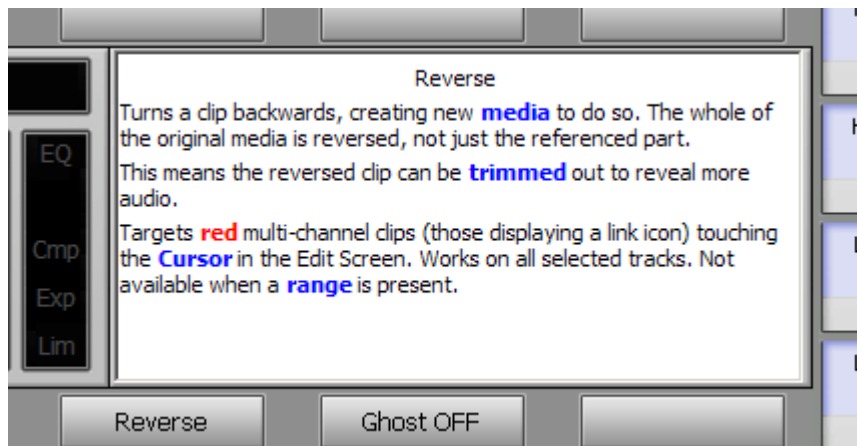 Reverse
Turns a clip backwards, creating new media to do so. The whole of
the original media is reversed, not just the referenced part.
This means the reversed clip can be trimmed out to reveal more
audio.
Targets red multi-channel clips (those displaying a link icon) touching
the Cursor in the Edit Screen. Works on all selected tracks. Not
available when a range is present.
EQ
Cmp
Exp
Lim
Reverse
Ghost OFF